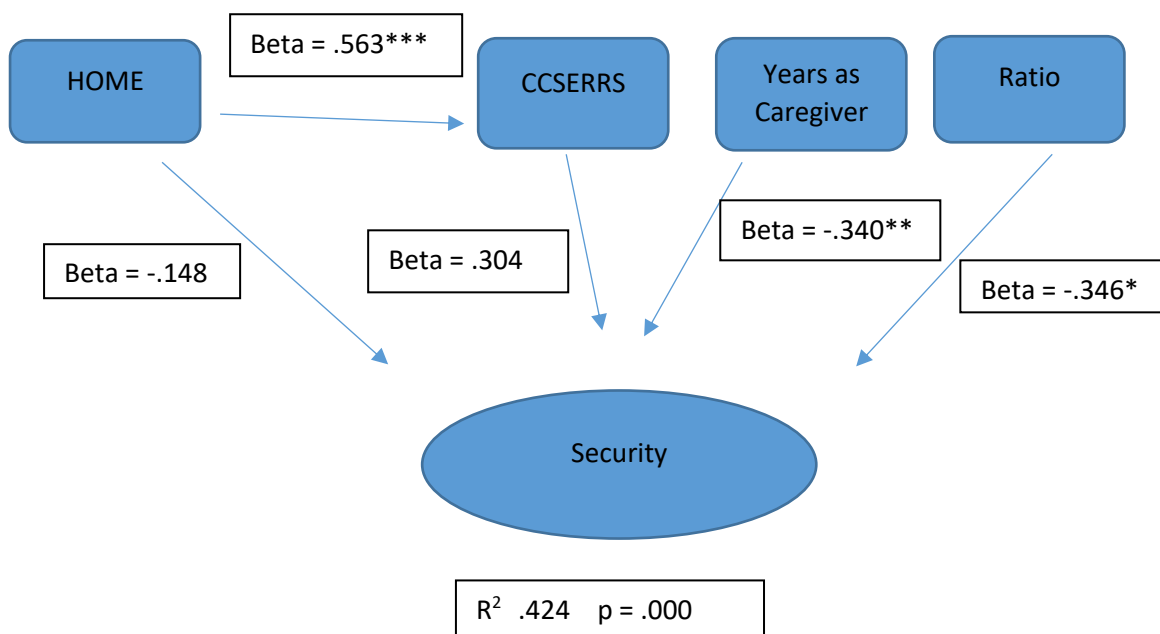 Beta = .563***
HOME
CCSERRS
Years as
Caregiver
Ratio
Beta = -.148
Beta = .304
Beta = -.340**
Beta = -.346*
Security
R² .424 p = .000